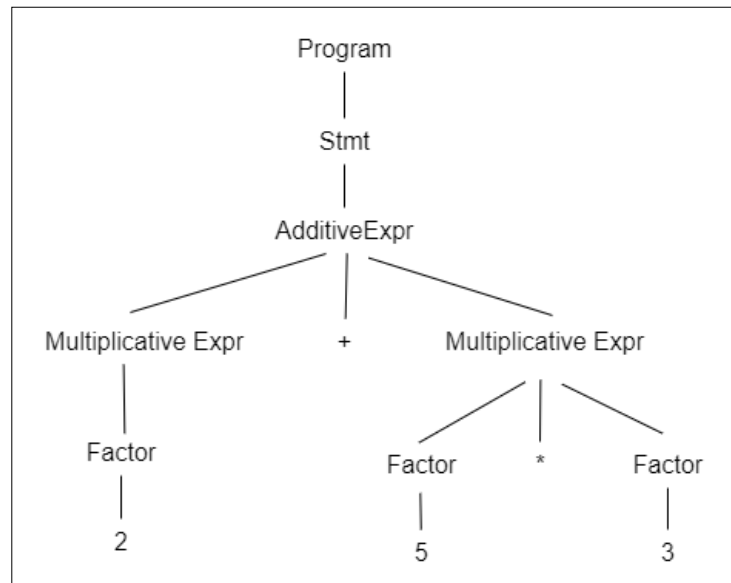 Program
Stmt
AdditiveExpr
Multiplicative Expr + Multiplicative Expr
Factor Factor * Factor
2 5 3